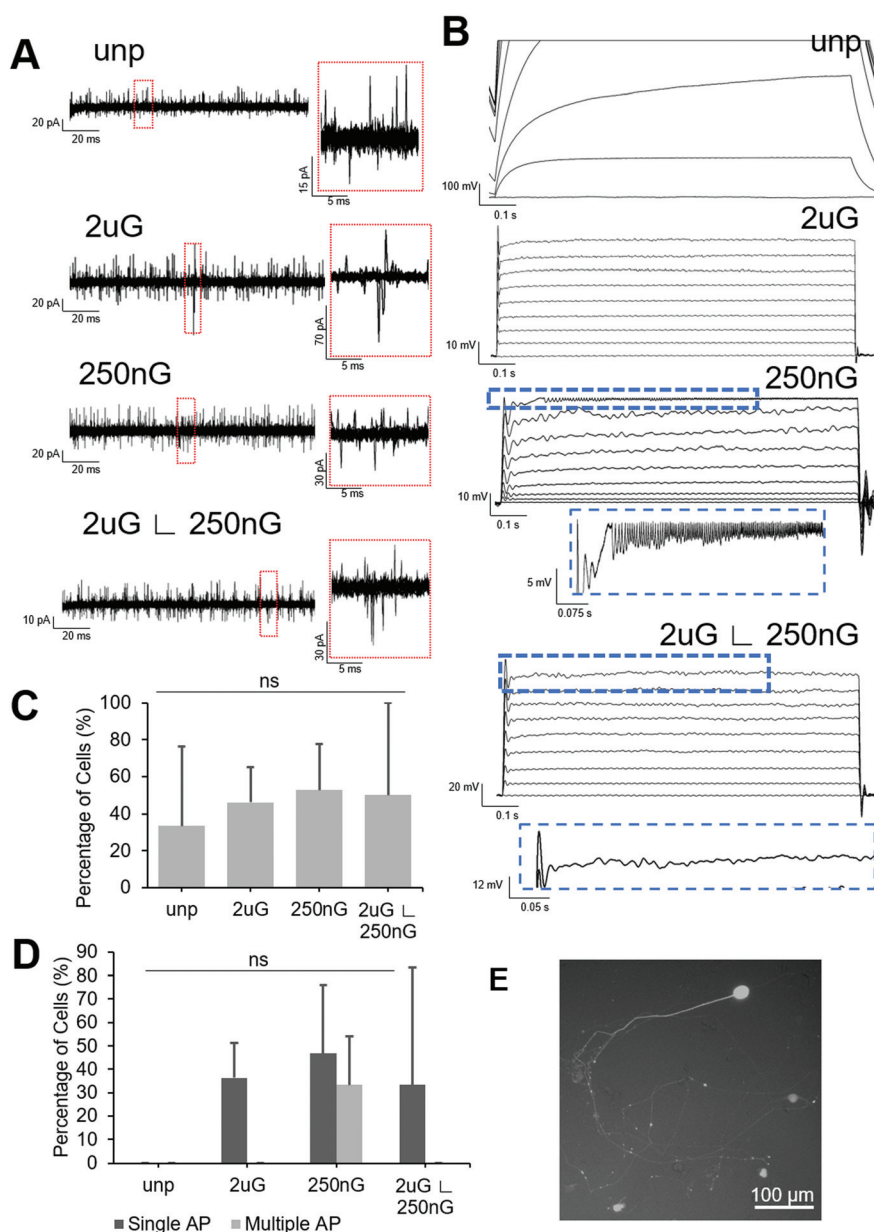 A
unp
20 pA
20 ms
15 pA
5 ms
2uG
20 pA
20 ms
70 pA
5 ms
250nG
20 pA
20 ms
30 pA
5 ms
2uG ∟ 250nG
10 pA
20 ms
30 pA
5 ms
B
unp
100 mV
0.1 s
2uG
10 mV
0.1 s
250nG
10 mV
0.1 s
5 mV
0.075 s
2uG ∟ 250nG
20 mV
0.1 s
12 mV
0.05 s
C
ns
Percentage of Cells (%)
100
80
60
40
20
0
unp
2uG
250nG
2uG ∟
250nG
D
ns
Percentage of Cells (%)
90
80
70
60
50
40
30
20
10
0
unp
2uG
250nG
2uG ∟
250nG
Single AP
Multiple AP
E
100 µm